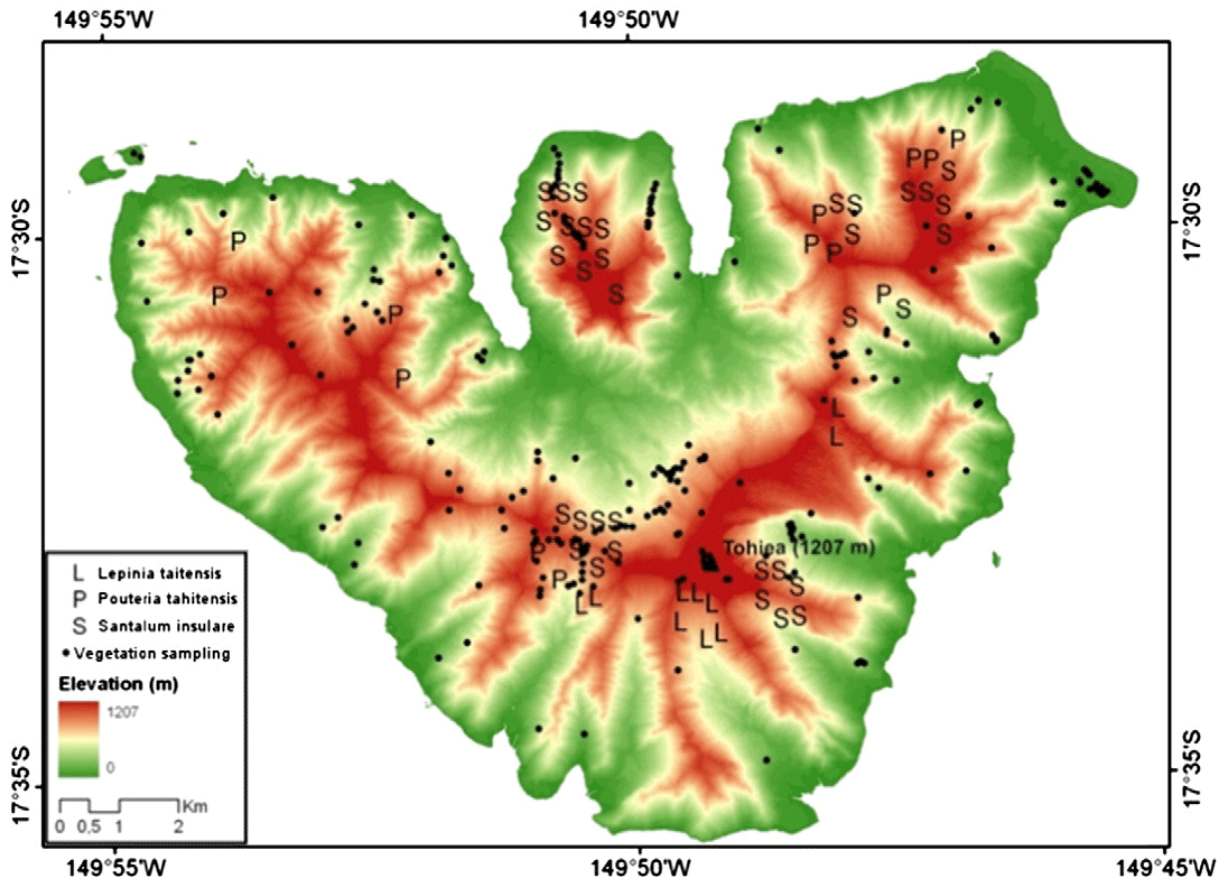 149°55'W 149°50'W
P
P P S
S S S
S S S
P S S P S S S
S S S S S S
P
S S P P
S
P S
P S P S
P
P
L
L
S S S S
P S S
Tohiea (1207 m)
P S
S S S
L L
L L L
S S S
L
L L
17°30'S
17°30'S
L Lepinia taitensis
P Pouteria tahitensis
S Santalum insulare
• Vegetation sampling
Elevation (m)
1207
0
Km
0 0,5 1 2
17°35'S
17°35'S
149°55'W 149°50'W 149°45'W